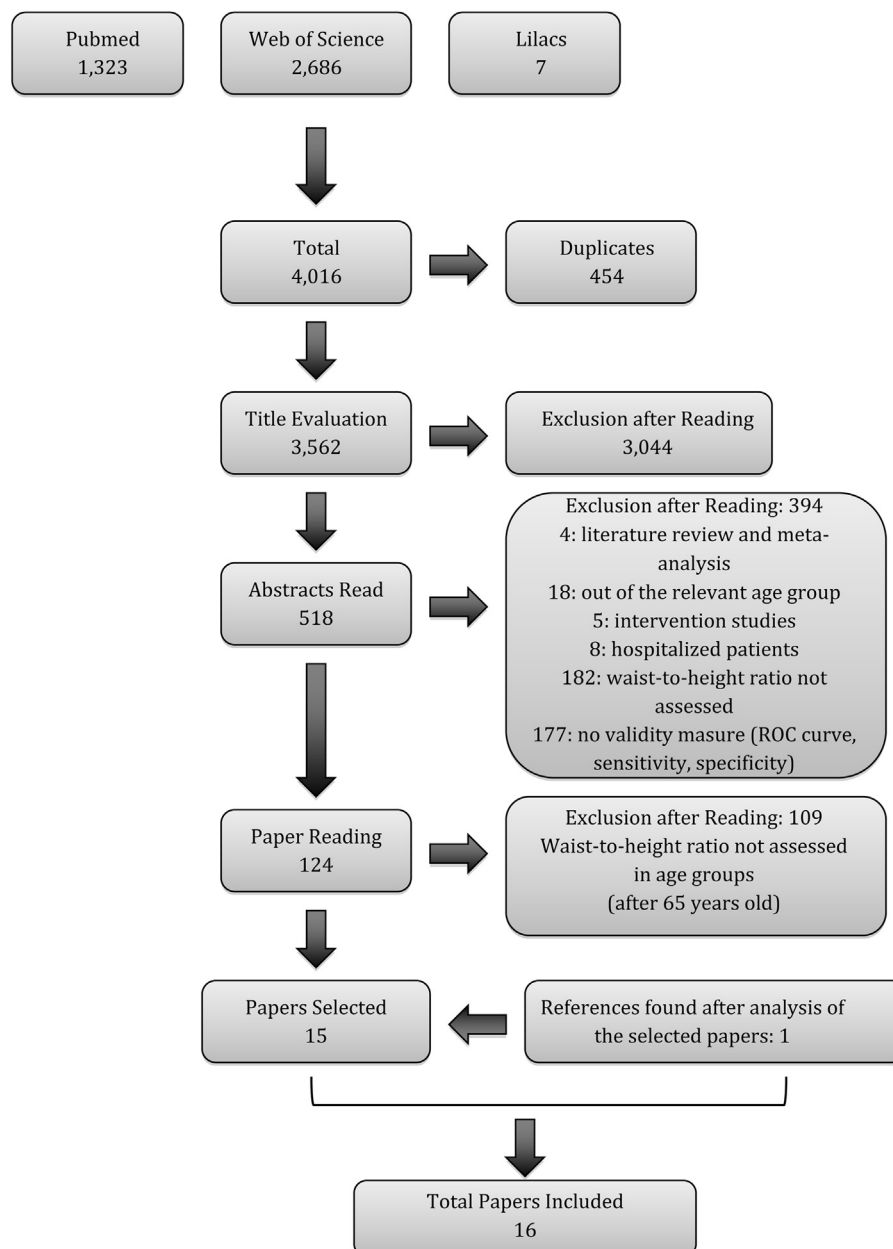 Pubmed
1,323
Web of Science
2,686
Lilacs
7
Total
4,016
Duplicates
454
Title Evaluation
3,562
Exclusion after Reading
3,044
Abstracts Read
518
Exclusion after Reading: 394
4: literature review and meta-
analysis
18: out of the relevant age group
5: intervention studies
8: hospitalized patients
182: waist-to-height ratio not
assessed
177: no validity masure (ROC curve,
sensitivity, specificity)
Paper Reading
124
Exclusion after Reading: 109
Waist-to-height ratio not assessed
in age groups
(after 65 years old)
Papers Selected
15
References found after analysis of
the selected papers: 1
Total Papers Included
16